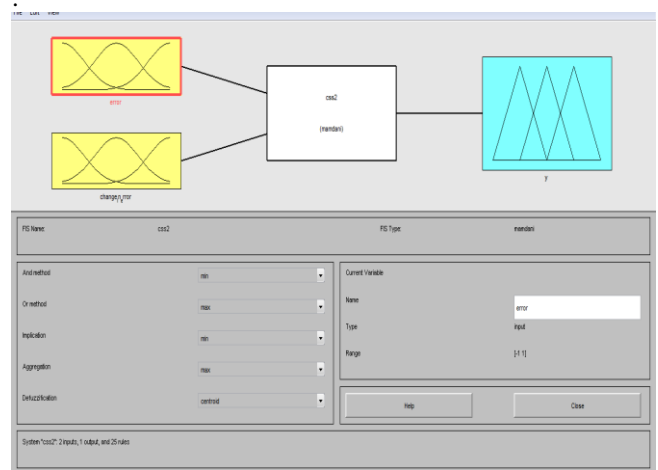 File Edit View
error
css2
(mamdani)
y
FIS Name: css2 FIS Type: mamdani
And method min
Or method max
Implication min
Aggregation max
Defuzzification centroid
Current Variable
Name error
Type input
Range [-1 1]
Help Close
System "css2": 2 inputs, 1 output, and 25 rules